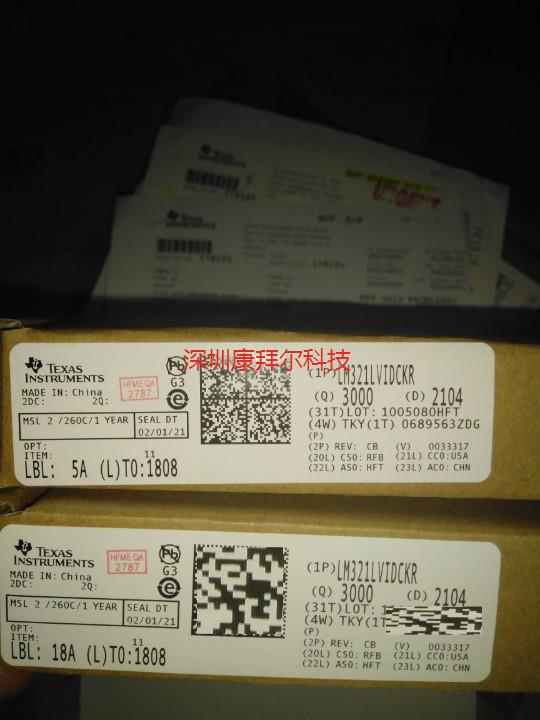 TEXAS
INSTRUMENTS
深圳康拜尔科技
TEXAS
INSTRUMENTS
MADE IN: China
2DC: 2Q:
HFME QA
2787
Pb
G3
e
MSL 2 /260C/1 YEAR
SEAL DT
02/01/21
OPT:
ITEM:
11
LBL: 5A (L)TO:1808
(1P)LM321LVIDCKR
(Q) 3000 (D) 2104
(31T)LOT: 1005080HFT
(4W) TKY(1T) 0689563ZDG
(P)
(2P) REV: CB (V) 0033317
(20L) CSO: RFB (21L) CCO:USA
(22L) ASO: HFT (23L) ACO: CHN
TEXAS
INSTRUMENTS
MADE IN: China
2DC: 2Q:
HFME QA
2787
Pb
G3
e
MSL 2 /260C/1 YEAR
SEAL DT
02/01/21
OPT:
ITEM:
11
LBL: 18A (L)TO:1808
(1P)LM321LVIDCKR
(Q) 3000 (D) 2104
(31T)LOT: 1
(4W) TKY(1T)
(P)
(2P) REV: CB (V) 0033317
(20L) CSO: RFB (21L) CCO:USA
(22L) ASO: HFT (23L) ACO: CHN